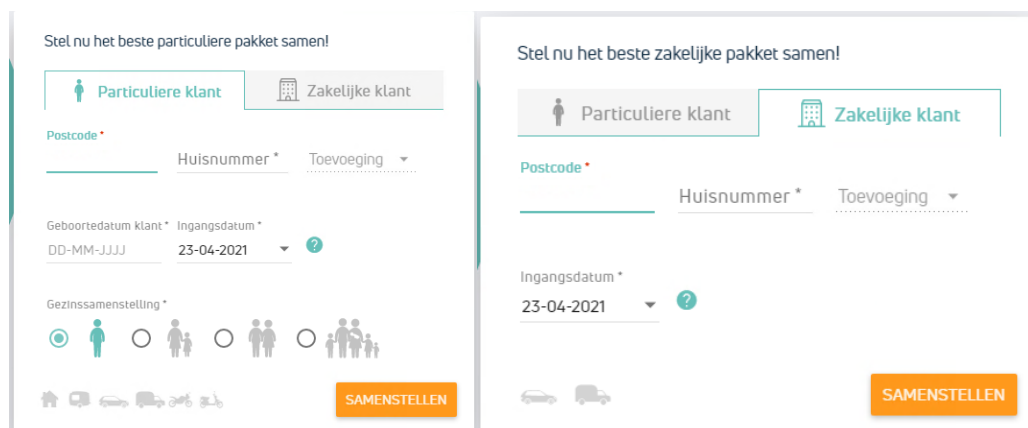 Stel nu het beste particuliere pakket samen!
Particuliere klant Zakelijke klant
Postcode *
Huisnummer * Toevoeging
Geboortedatum klant * Ingangsdatum *
DD-MM-JJJJ 23-04-2021 ?
Gezinssamenstelling *
SAMENSTELLEN
Stel nu het beste zakelijke pakket samen!
Particuliere klant Zakelijke klant
Postcode *
Huisnummer * Toevoeging
Ingangsdatum *
23-04-2021 ?
SAMENSTELLEN